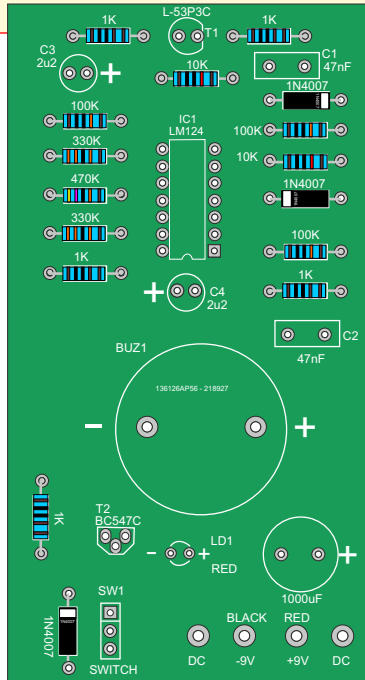 L-53P3C
1K
1K
T1
C3
2u2
+
10K
C1
47nF
1N4007
IC1
LM124
100K
100K
330K
10K
470K
1N4007
330K
100K
1K
1K
+
C4
2u2
C2
47nF
BUZ1
136126AP56 - 218927
-
+
1K
T2
BC547C
LD1
-
+
RED
+
1000uF
1N4007
SW1
SWITCH
BLACK
RED
DC
-9V
+9V
DC